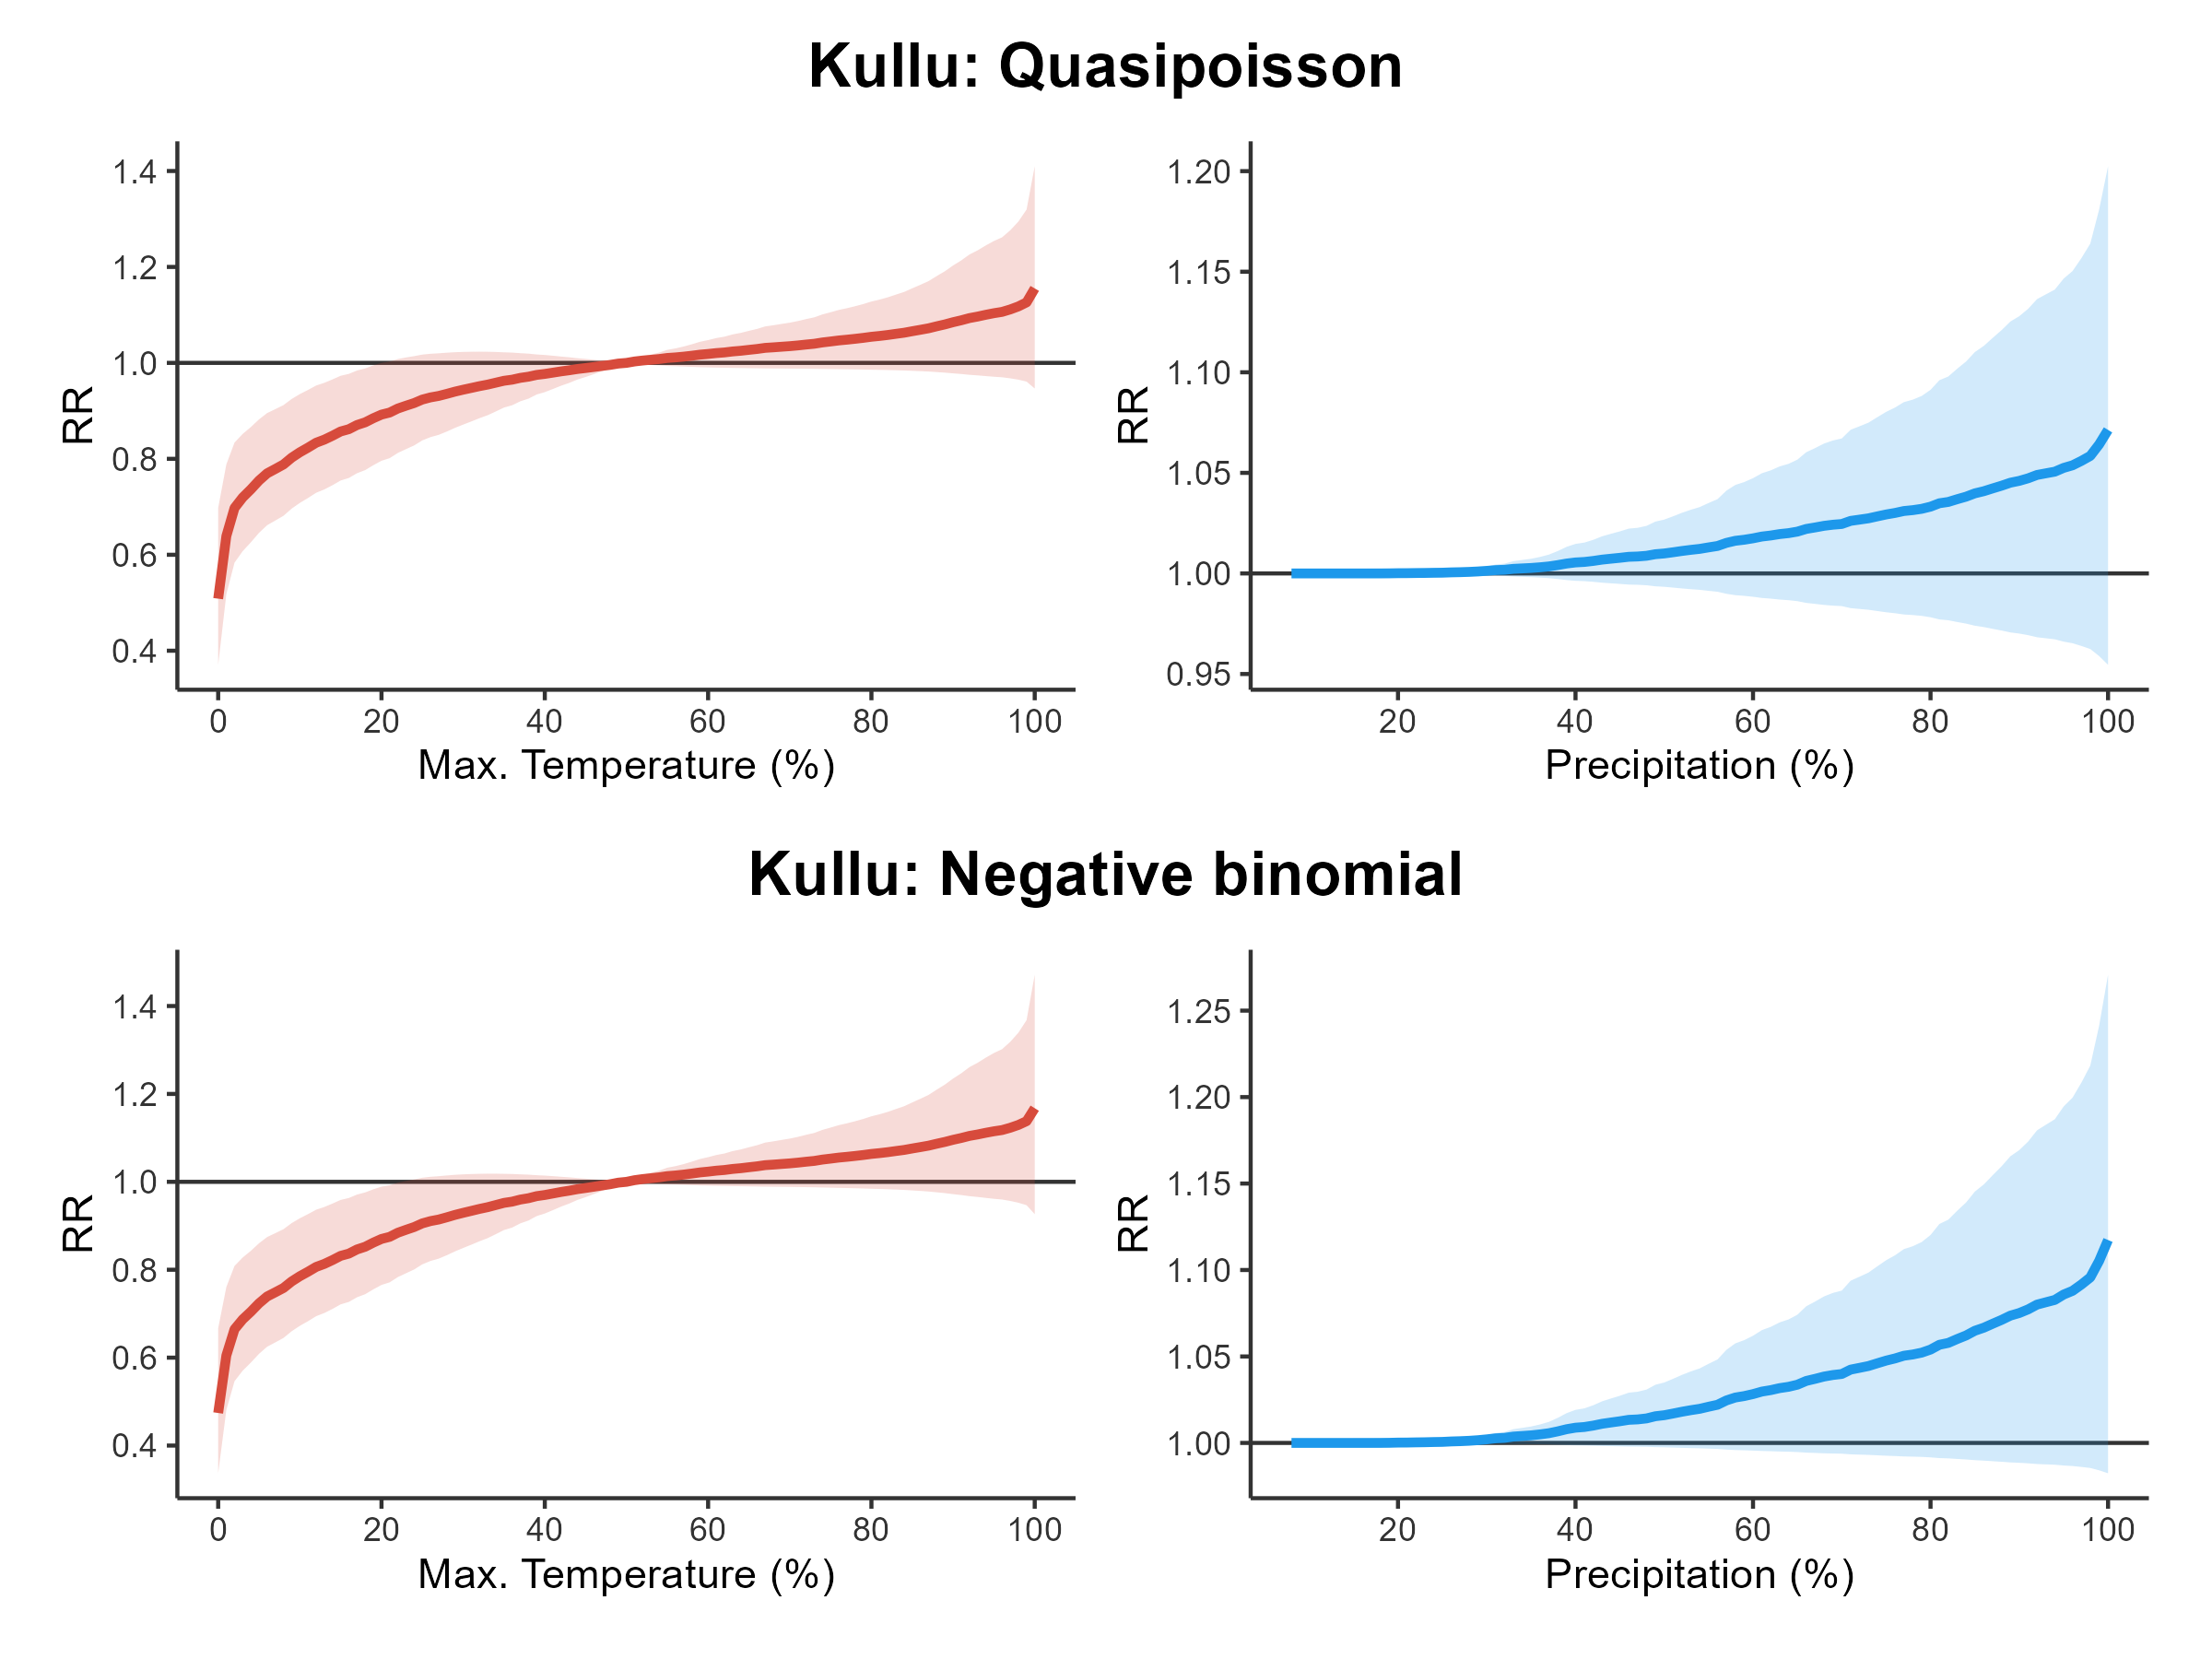 Kullu: Quasipoisson
RR
1.4
1.2
1.0
0.8
0.6
0.4
0 20 40 60 80 100
Max. Temperature (%)
RR
1.20
1.15
1.10
1.05
1.00
0.95
20 40 60 80 100
Precipitation (%)
Kullu: Negative binomial
RR
1.4
1.2
1.0
0.8
0.6
0.4
0 20 40 60 80 100
Max. Temperature (%)
RR
1.25
1.20
1.15
1.10
1.05
1.00
20 40 60 80 100
Precipitation (%)